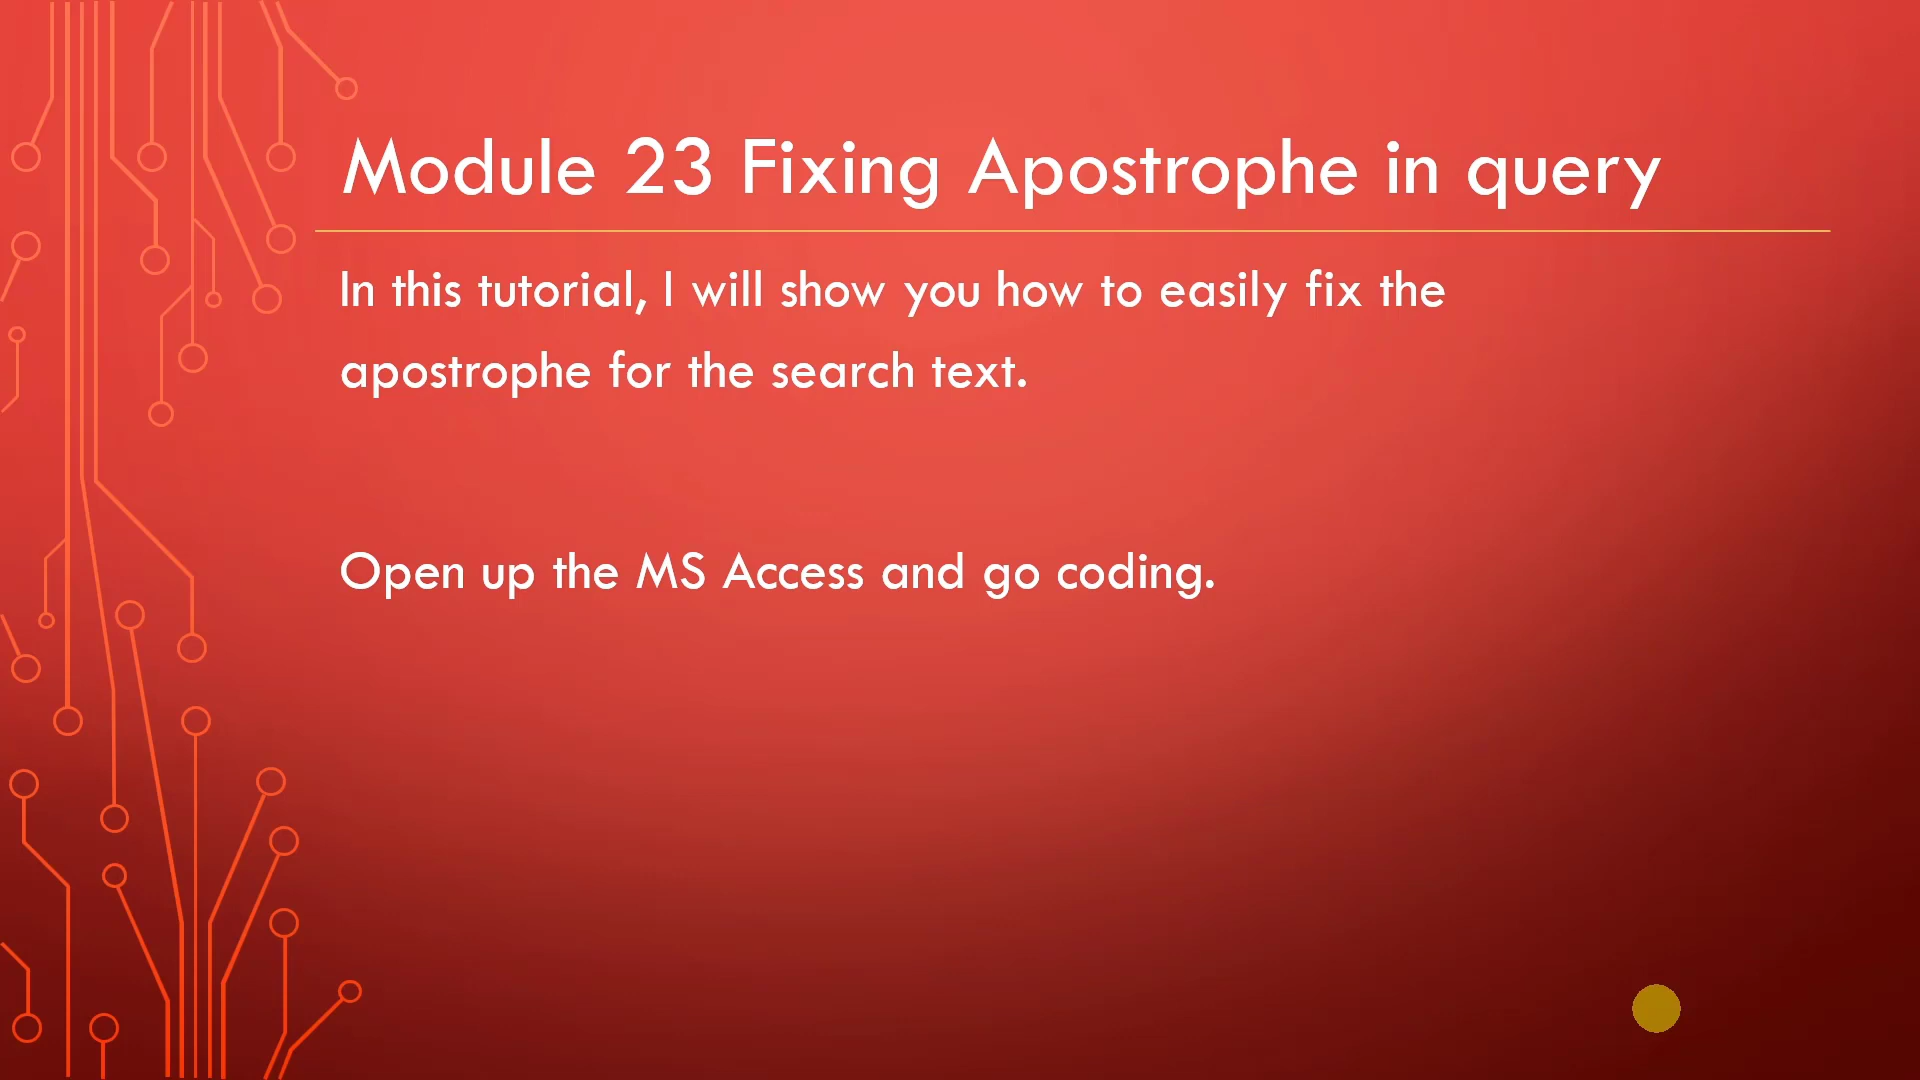 Module 23 Fixing Apostrophe in query
In this tutorial, I will show you how to easily fix the
apostrophe for the search text.
Open up the MS Access and go coding.